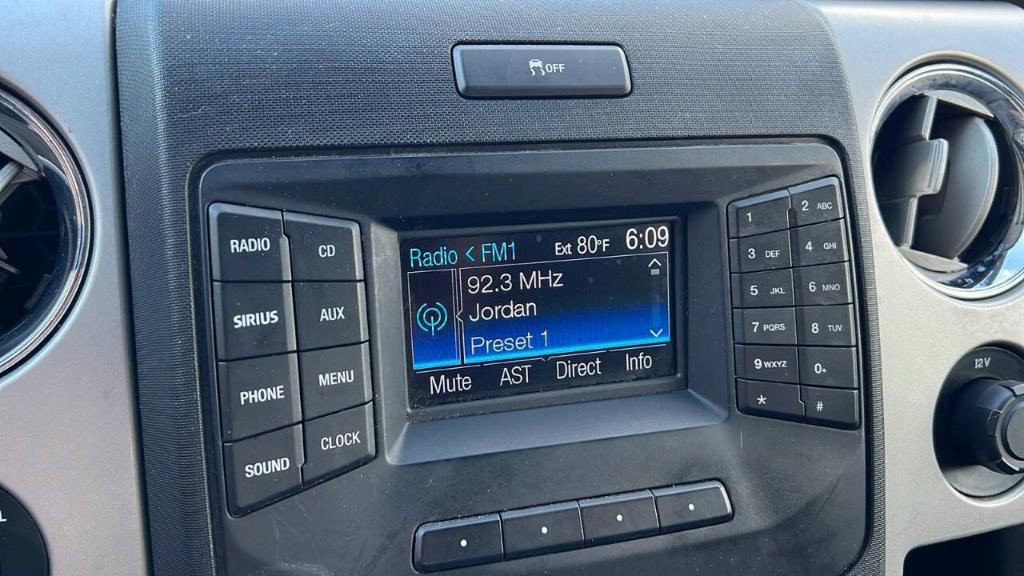 OFF
Radio < FM1 Ext 80°F 6:09
92.3 MHz
Jordan
Preset 1
Mute AST Direct Info
RADIO CD
SIRIUS AUX
PHONE MENU
SOUND CLOCK
1 2 ABC
3 DEF 4 GHI
5 JKL 6 MNO
7 PQRS 8 TUV
9 WXYZ 0+
* #
12V
L